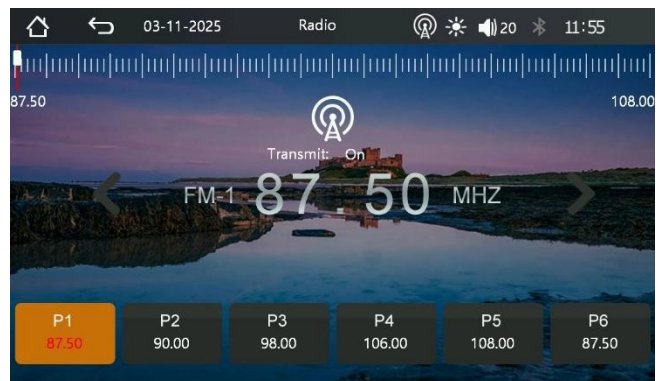 03-11-2025 Radio 20 11:55
87.50 108.00
Transmit: On
FM-1 87.50 MHZ
P1 P2 P3 P4 P5 P6
87.50 90.00 98.00 106.00 108.00 87.50